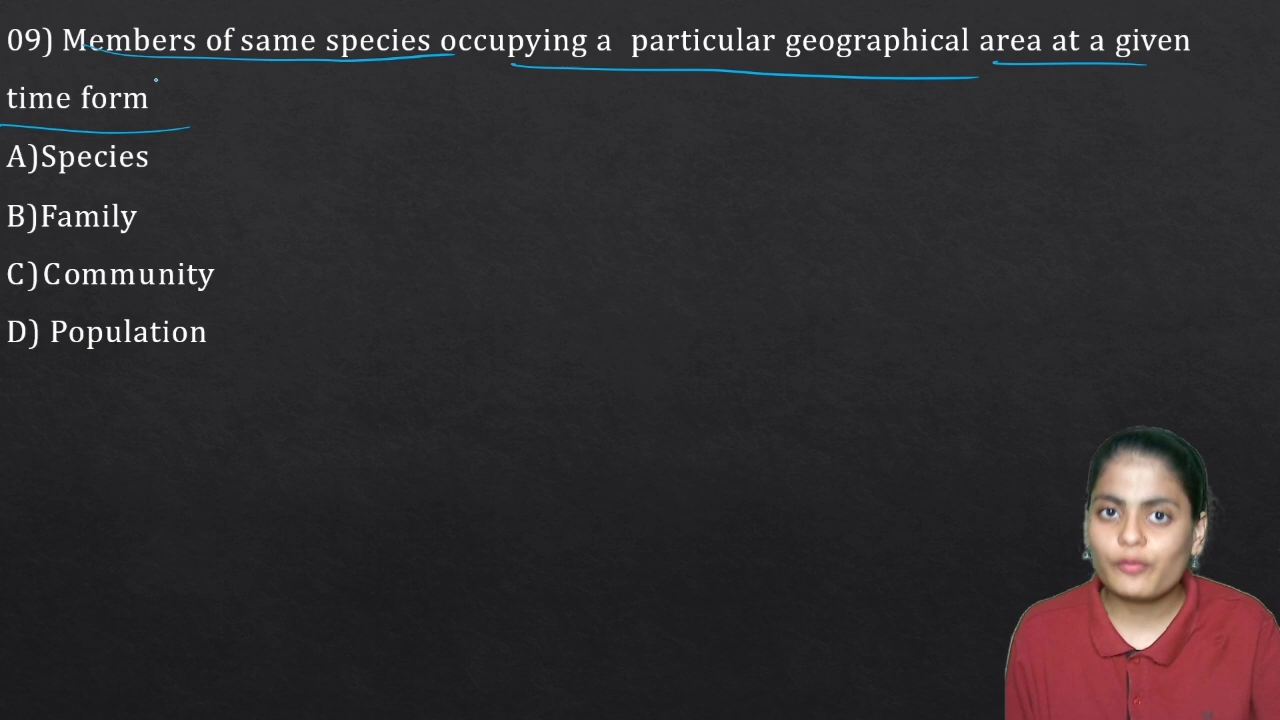 09) Members of same species occupying a particular geographical area at a given
time form
A)Species
B)Family
C)Community
D) Population